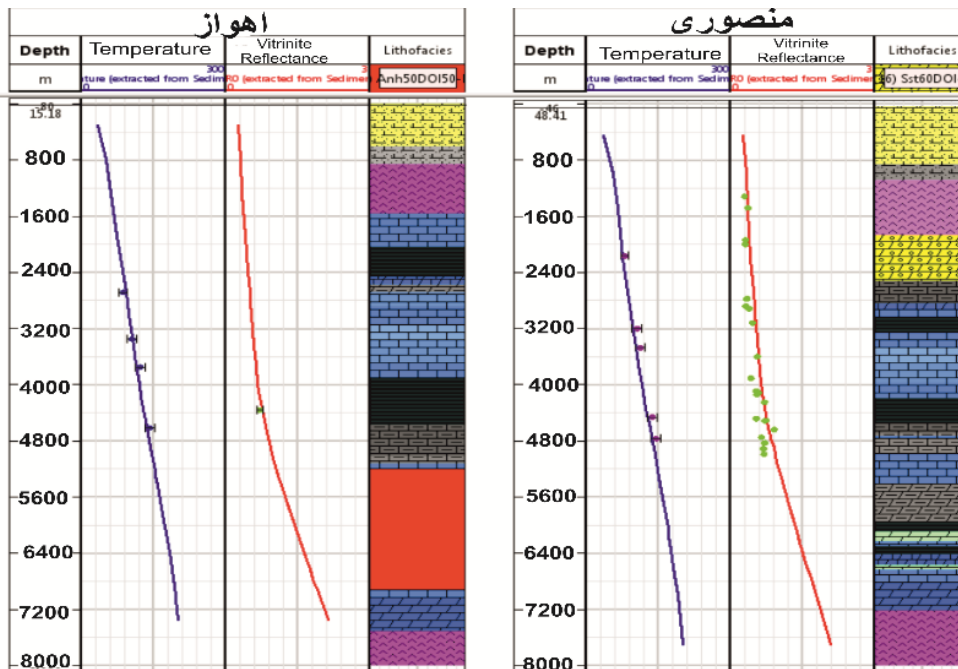 اهواز
Depth
Temperature
Vitrinite
Reflectance
Lithofacies
m
300
ture (extracted from Sedim
0
3
R0 (extracted from Sedimen
0
Anh50DOl50-
-80
15.18
800
1600
2400
3200
4000
4800
5600
6400
7200
8000
منصوری
Depth
Temperature
Vitrinite
Reflectance
Lithofacies
m
300
ture (extracted from Sedim
0
3
R0 (extracted from Sedimen
0
6) Sst60DOl
-46
48.41
800
1600
2400
3200
4000
4800
5600
6400
7200
8000